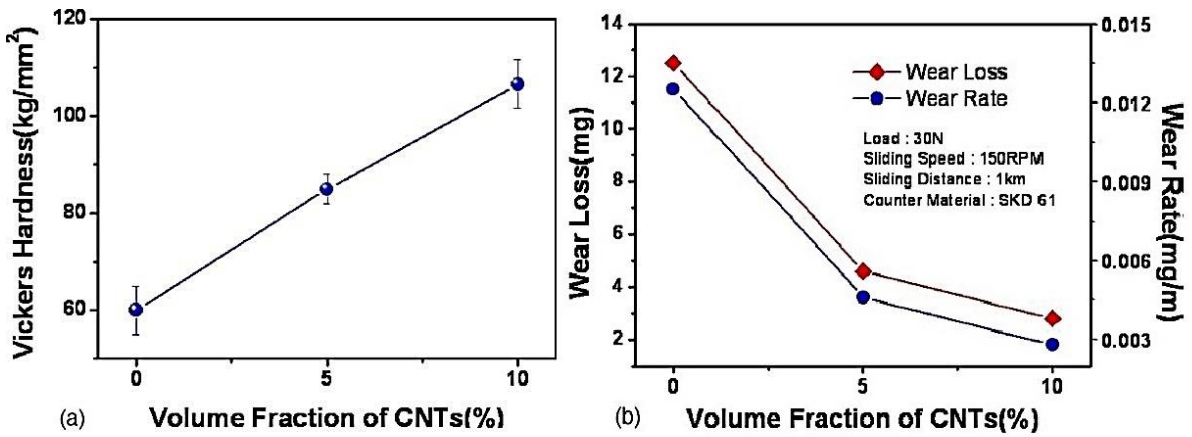 120
100
80
60
Vickers Hardness(kg/mm²)
0
5
10
(a)
Volume Fraction of CNTs(%)
14
12
10
8
6
4
2
Wear Loss(mg)
Wear Loss
Wear Rate
Load : 30N
Sliding Speed : 150RPM
Sliding Distance : 1km
Counter Material : SKD 61
0.015
0.012
0.009
0.006
0.003
Wear Rate(mg/m)
0
5
10
(b)
Volume Fraction of CNTs(%)